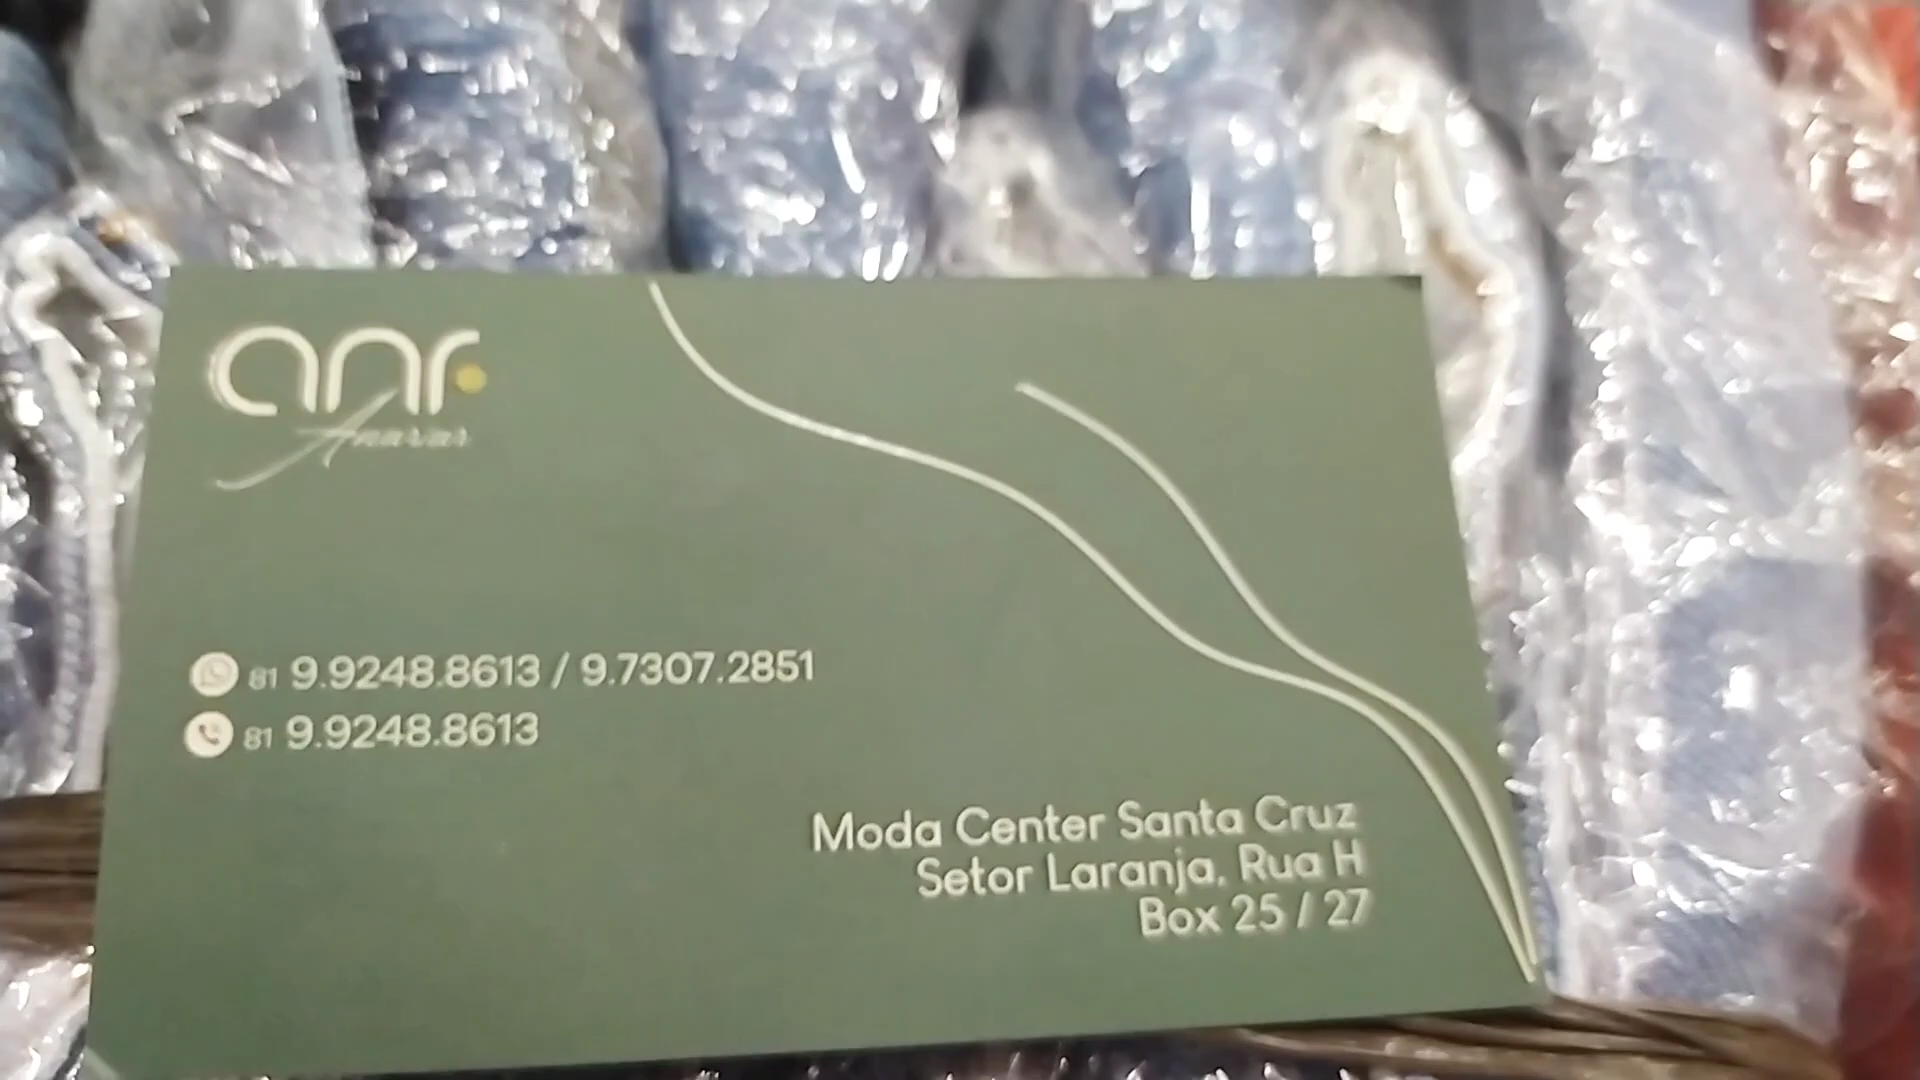 anr
81 9.9248.8613 / 9.7307.2851
81 9.9248.8613
Moda Center Santa Cruz
Setor Laranja, Rua H
Box 25 / 27